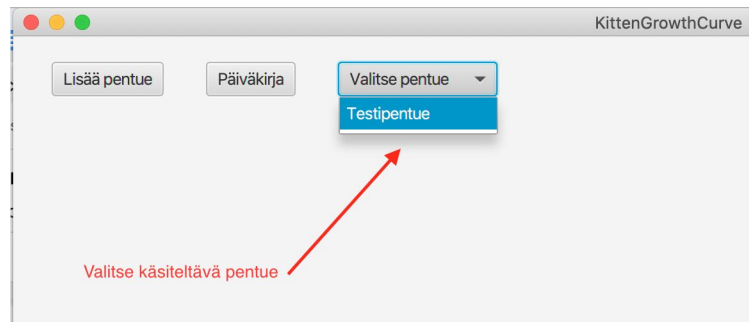 KittenGrowthCurve
Lisää pentue
Päiväkirja
Valitse pentue
Testipentue
Valitse käsiteltävä pentue